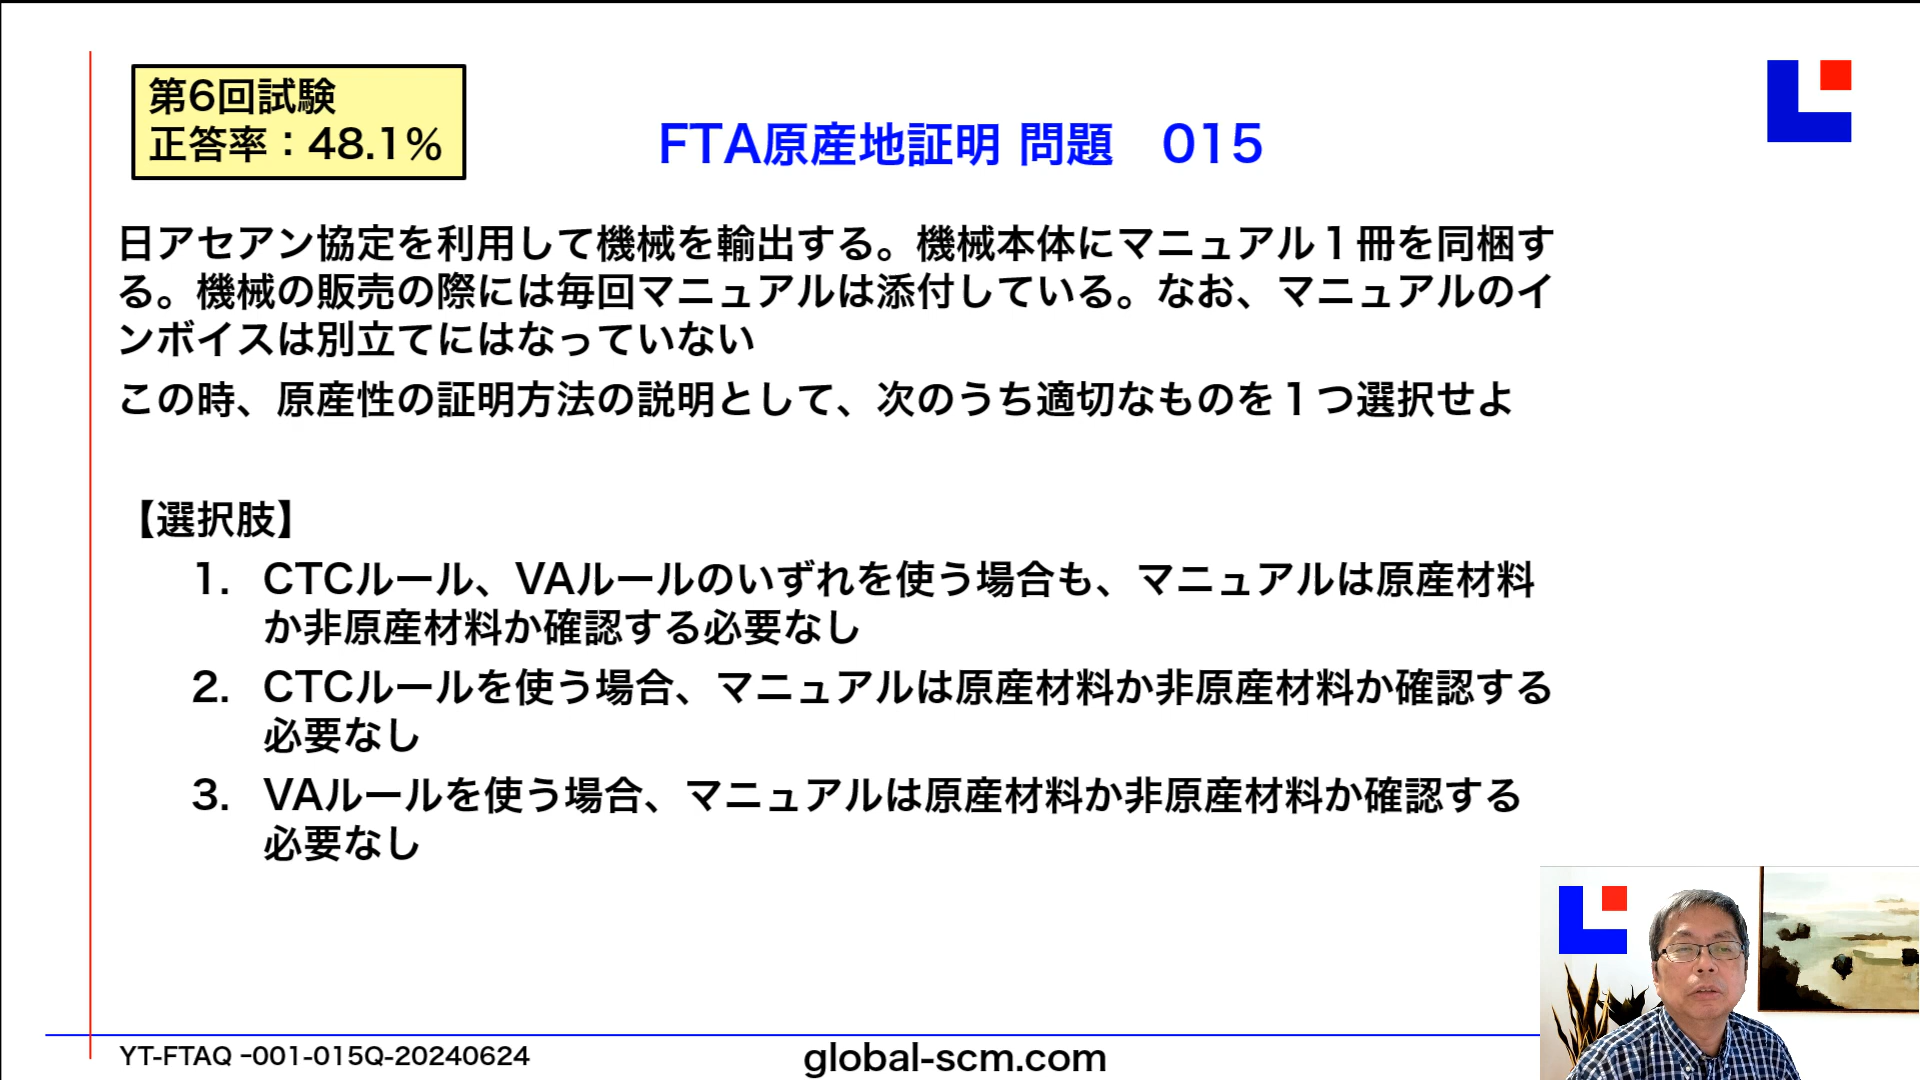 第6回試験
正答率：48.1%
FTA原産地証明 問題　015
日アセアン協定を利用して機械を輸出する。機械本体にマニュアル１冊を同梱す
る。機械の販売の際には毎回マニュアルは添付している。なお、マニュアルのイ
ンボイスは別立てにはなっていない
この時、原産性の証明方法の説明として、次のうち適切なものを１つ選択せよ
【選択肢】
1. CTCルール、VAルールのいずれを使う場合も、マニュアルは原産材料
か非原産材料か確認する必要なし
2. CTCルールを使う場合、マニュアルは原産材料か非原産材料か確認する
必要なし
3. VAルールを使う場合、マニュアルは原産材料か非原産材料か確認する
必要なし
YT-FTAQ -001-015Q-20240624
global-scm.com